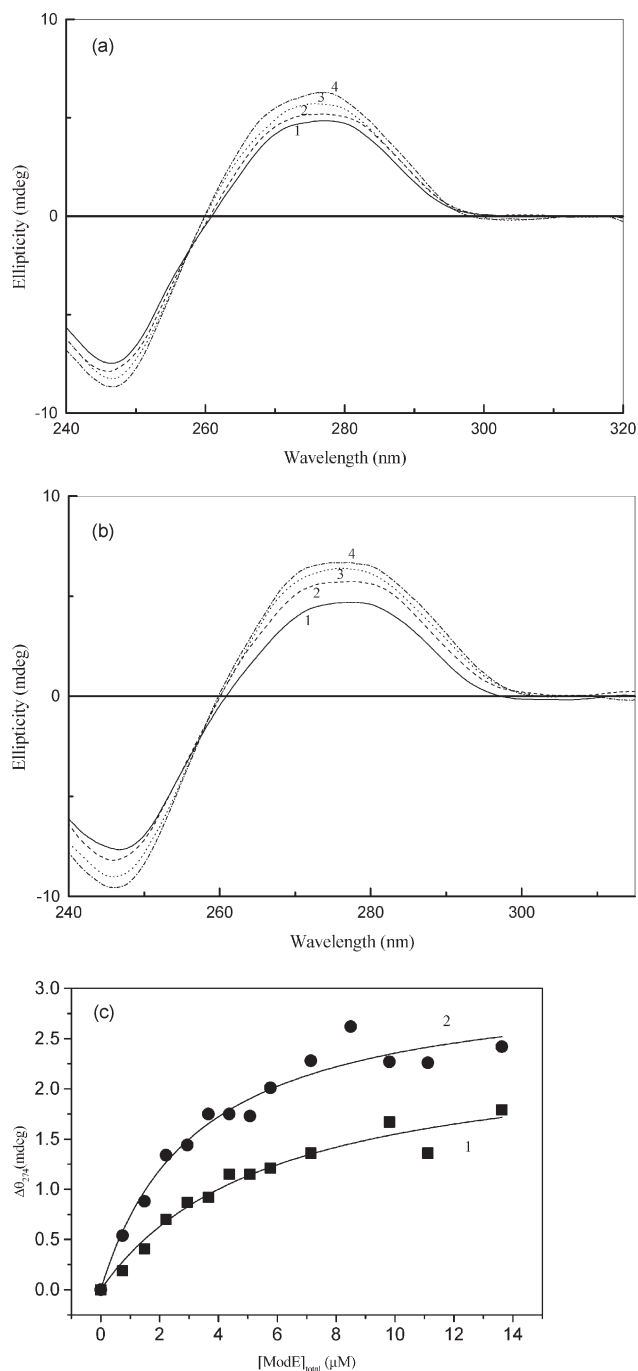 (a)
10
0
-10
Ellipticity (mdeg)
4
3
2
1
240 260 280 300 320
Wavelength (nm)
(b)
10
0
-10
Ellipticity (mdeg)
4
3
2
1
240 260 280 300
Wavelength (nm)
(c)
3.0
2.5
2.0
1.5
1.0
0.5
0.0
Δθ274(mdeg)
2
1
0 2 4 6 8 10 12 14
[ModE]total (μM)